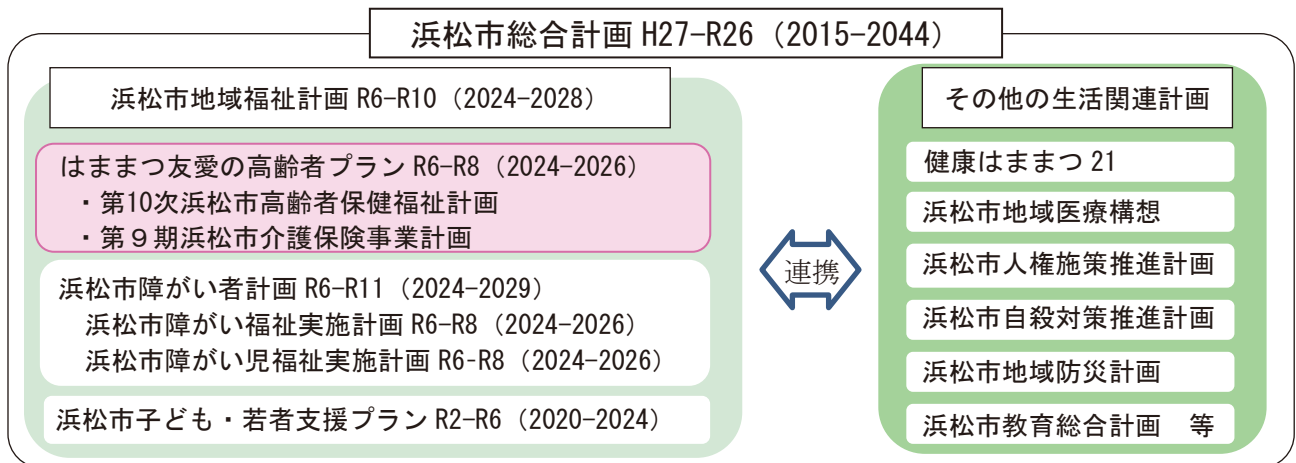 浜松市総合計画 H27-R26（2015-2044）
浜松市地域福祉計画 R6-R10（2024-2028）
はままつ友愛の高齢者プラン R6-R8（2024-2026）
・第10次浜松市高齢者保健福祉計画
・第９期浜松市介護保険事業計画
浜松市障がい者計画 R6-R11（2024-2029）
浜松市障がい福祉実施計画 R6-R8（2024-2026）
浜松市障がい児福祉実施計画 R6-R8（2024-2026）
浜松市子ども・若者支援プラン R2-R6（2020-2024）
連携
その他の生活関連計画
健康はままつ 21
浜松市地域医療構想
浜松市人権施策推進計画
浜松市自殺対策推進計画
浜松市地域防災計画
浜松市教育総合計画　等